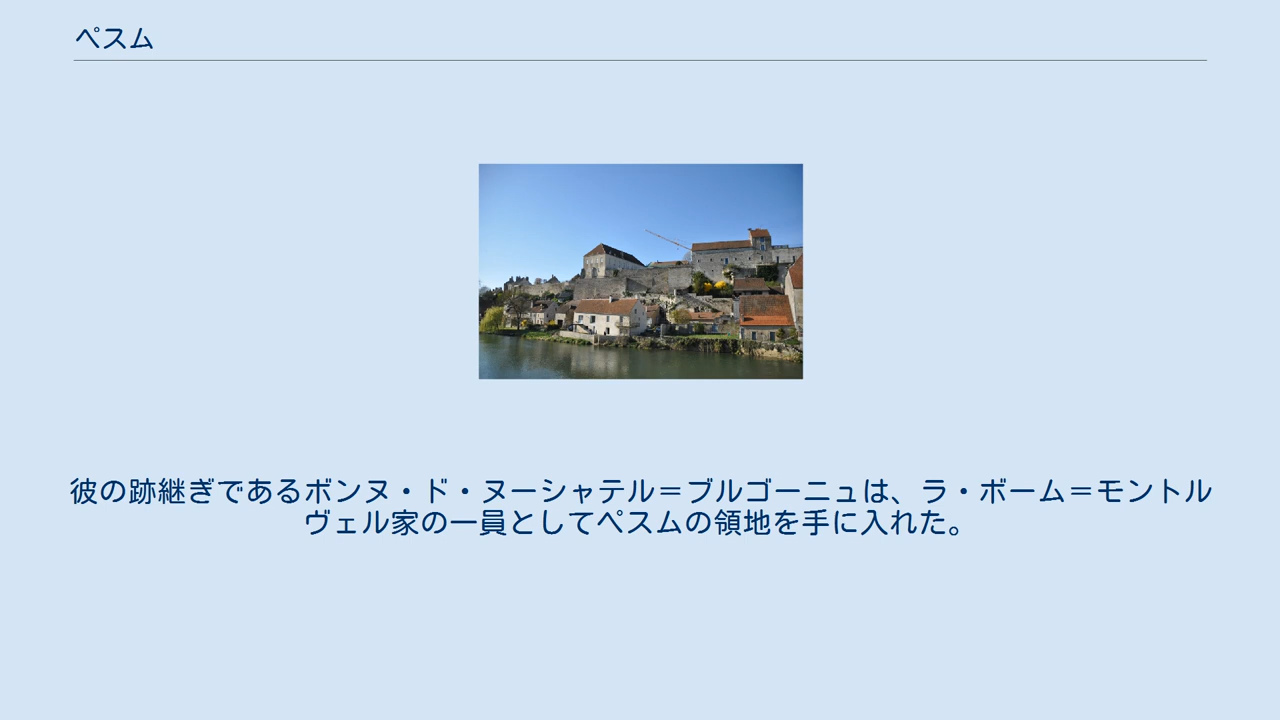 ペスム
彼の跡継ぎであるボンヌ・ド・ヌーシャテル＝ブルゴーニュは、ラ・ボーム＝モントル
ヴェル家の一員としてペスムの領地を手に入れた。